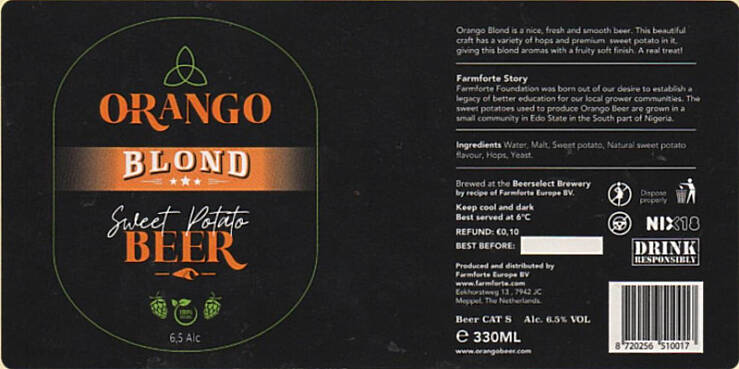 ORANGO
BLOND
Sweet Potato
BEER
100%
6,5 Alc
Orango Blond is a nice, fresh and smooth beer. This beautiful
craft has a variety of hops and premium sweet potato in it,
giving this blond aromas with a fruity soft finish. A real treat!
Farmforte Story
Farmforte Foundation was born out of our desire to establish a
legacy of better education for our local grower communities. The
sweet potatoes used to produce Orango Beer are grown in a
small community in Edo State in the South part of Nigeria.
Ingredients Water, Malt, Sweet potato, Natural sweet potato
flavour, Hops, Yeast.
Brewed at the Beerselect Brewery
by recipe of Farmforte Europe BV.
Keep cool and dark
Best served at 6°C
REFUND: €0,10
BEST BEFORE:
Produced and distributed by
Farmforte Europe BV
www.farmforte.com
Eekhorstweg 13, 7942 JC
Meppel, The Netherlands.
Beer CAT S Alc. 6.5% VOL
℮ 330ML
www.orangobeer.com
Dispose
properly
NIX18
DRINK
RESPONSIBLY
8 720256 510017